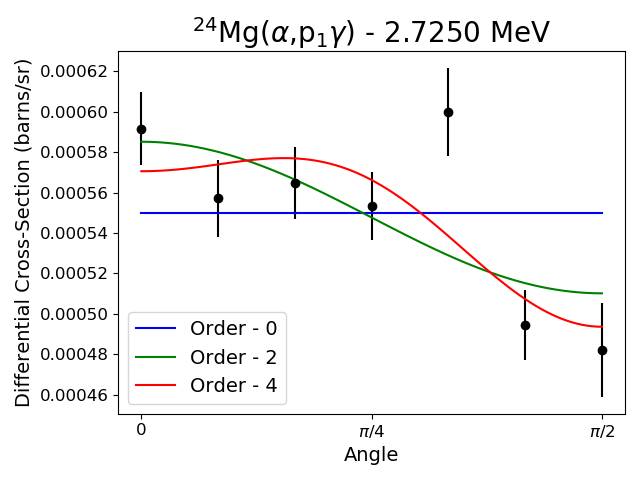 ²⁴Mg(α,p₁γ) - 2.7250 MeV
Differential Cross-Section (barns/sr)
0.00062
0.00060
0.00058
0.00056
0.00054
0.00052
0.00050
0.00048
0.00046
Order - 0
Order - 2
Order - 4
0
π/4
π/2
Angle